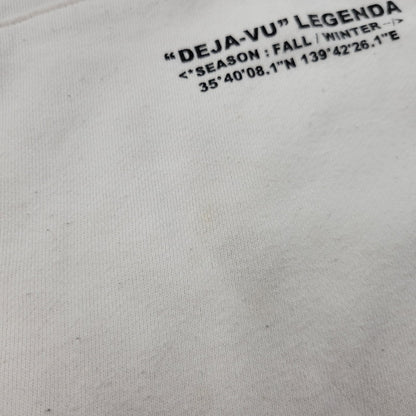 “DEJA-VU” LEGENDA
<*SEASON : FALL / WINTER --/>
35°40'08.1"N 139°42'26.1"E